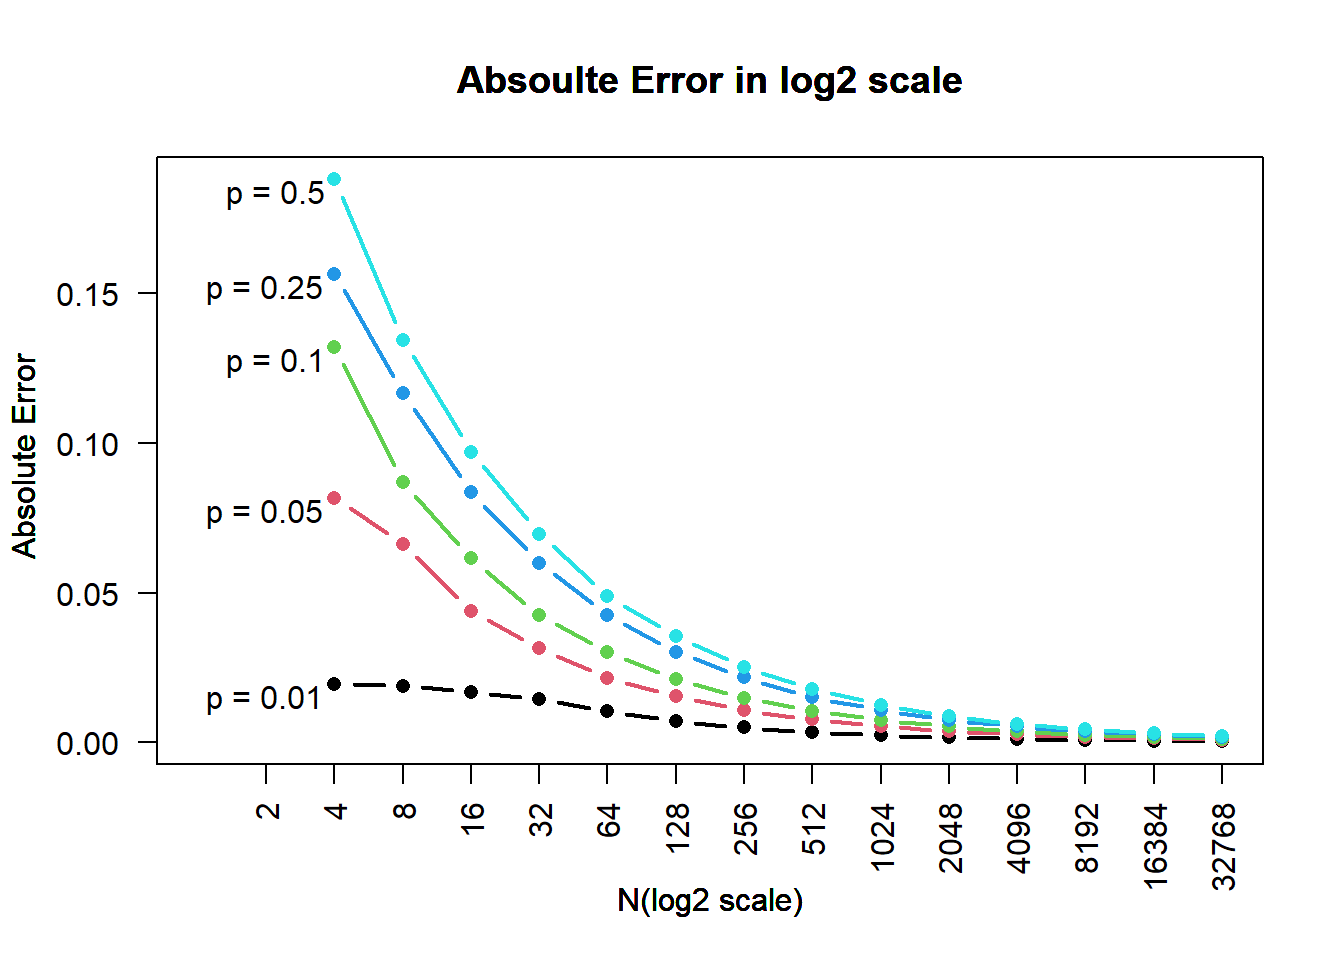 Absoulte Error in log2 scale
p = 0.5
p = 0.25
p = 0.1
p = 0.05
p = 0.01
0.15
0.10
0.05
0.00
Absolute Error
2 4 8 16 32 64 128 256 512 1024 2048 4096 8192 16384 32768
N(log2 scale)